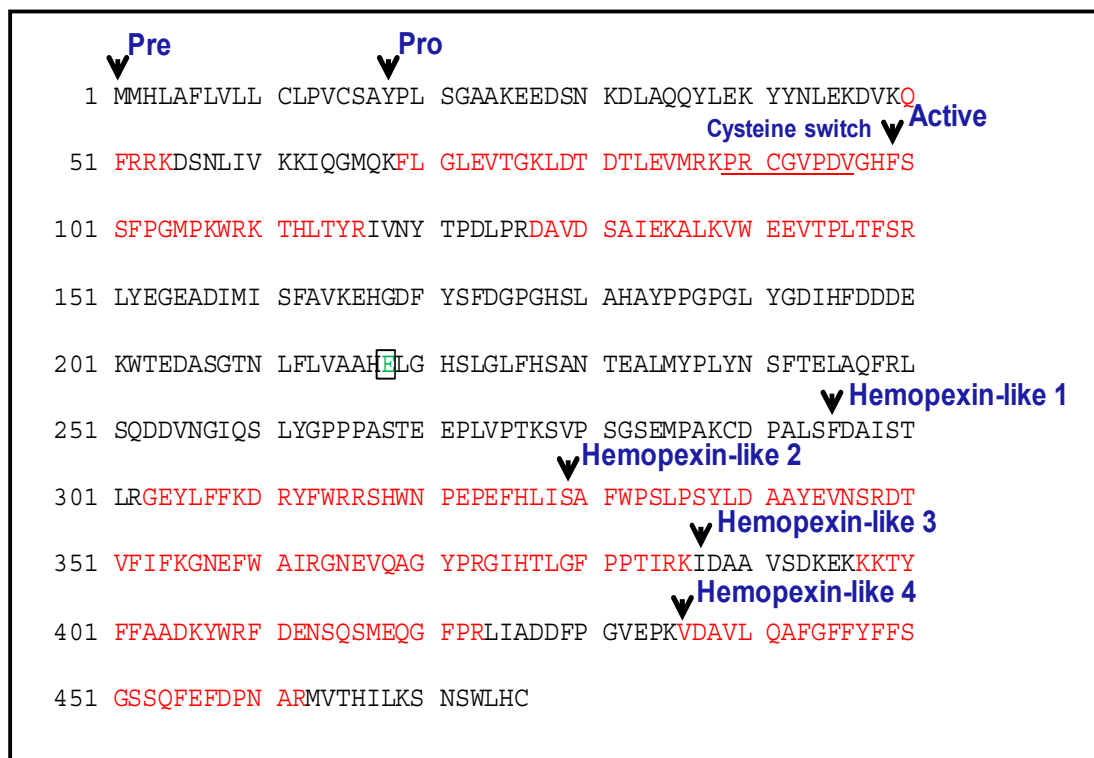 Pre Pro
1 MMHLAFLVLL CLPVCSAYPL SGAAKEEDSN KDLAQQYLEK YYNLEKDVKQ
Cysteine switch Active
51 FRRKDSNLIV KKIQGMQKFL GLEVTGKLDT DTLEVMRKPR CGVPDVGHFS
101 SFPGMPKWRK THLTYRIVNY TPDLPRDAVD SAIEKALKVW EEVTPLTFSR
151 LYEGEADIMI SFAVKEHGDF YSFDGPGHSL AHAYPPGPGL YGDIHFDDDE
201 KWTEDASGTN LFLVAAHELG HSLGLFHSAN TEALMYPLYN SFTELAQFRL
Hemopexin-like 1
251 SQDDVNGIQS LYGPPPASTE EPLVPTKSVP SGSEMPAKCD PALSFDAIST
Hemopexin-like 2
301 LRGEYLFFKD RYFWRRSHWN PEPEFHLISA FWPSLPSYLD AAYEVNSRDT
Hemopexin-like 3
351 VFIFKGNEFW AIRGNEVQAG YPRGIHTLGF PPTIRKIDAA VSDKEKKKTY
Hemopexin-like 4
401 FFAADKYWRF DENSQSMEQG FPRLIADDFP GVEPKVDAVL QAFGFFYFFS
451 GSSQFEFDPN ARMVTHILKS NSWLHC